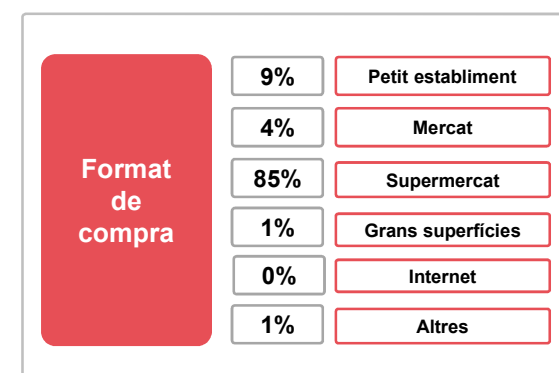 Format
de
compra
9% Petit establiment
4% Mercat
85% Supermercat
1% Grans superfícies
0% Internet
1% Altres